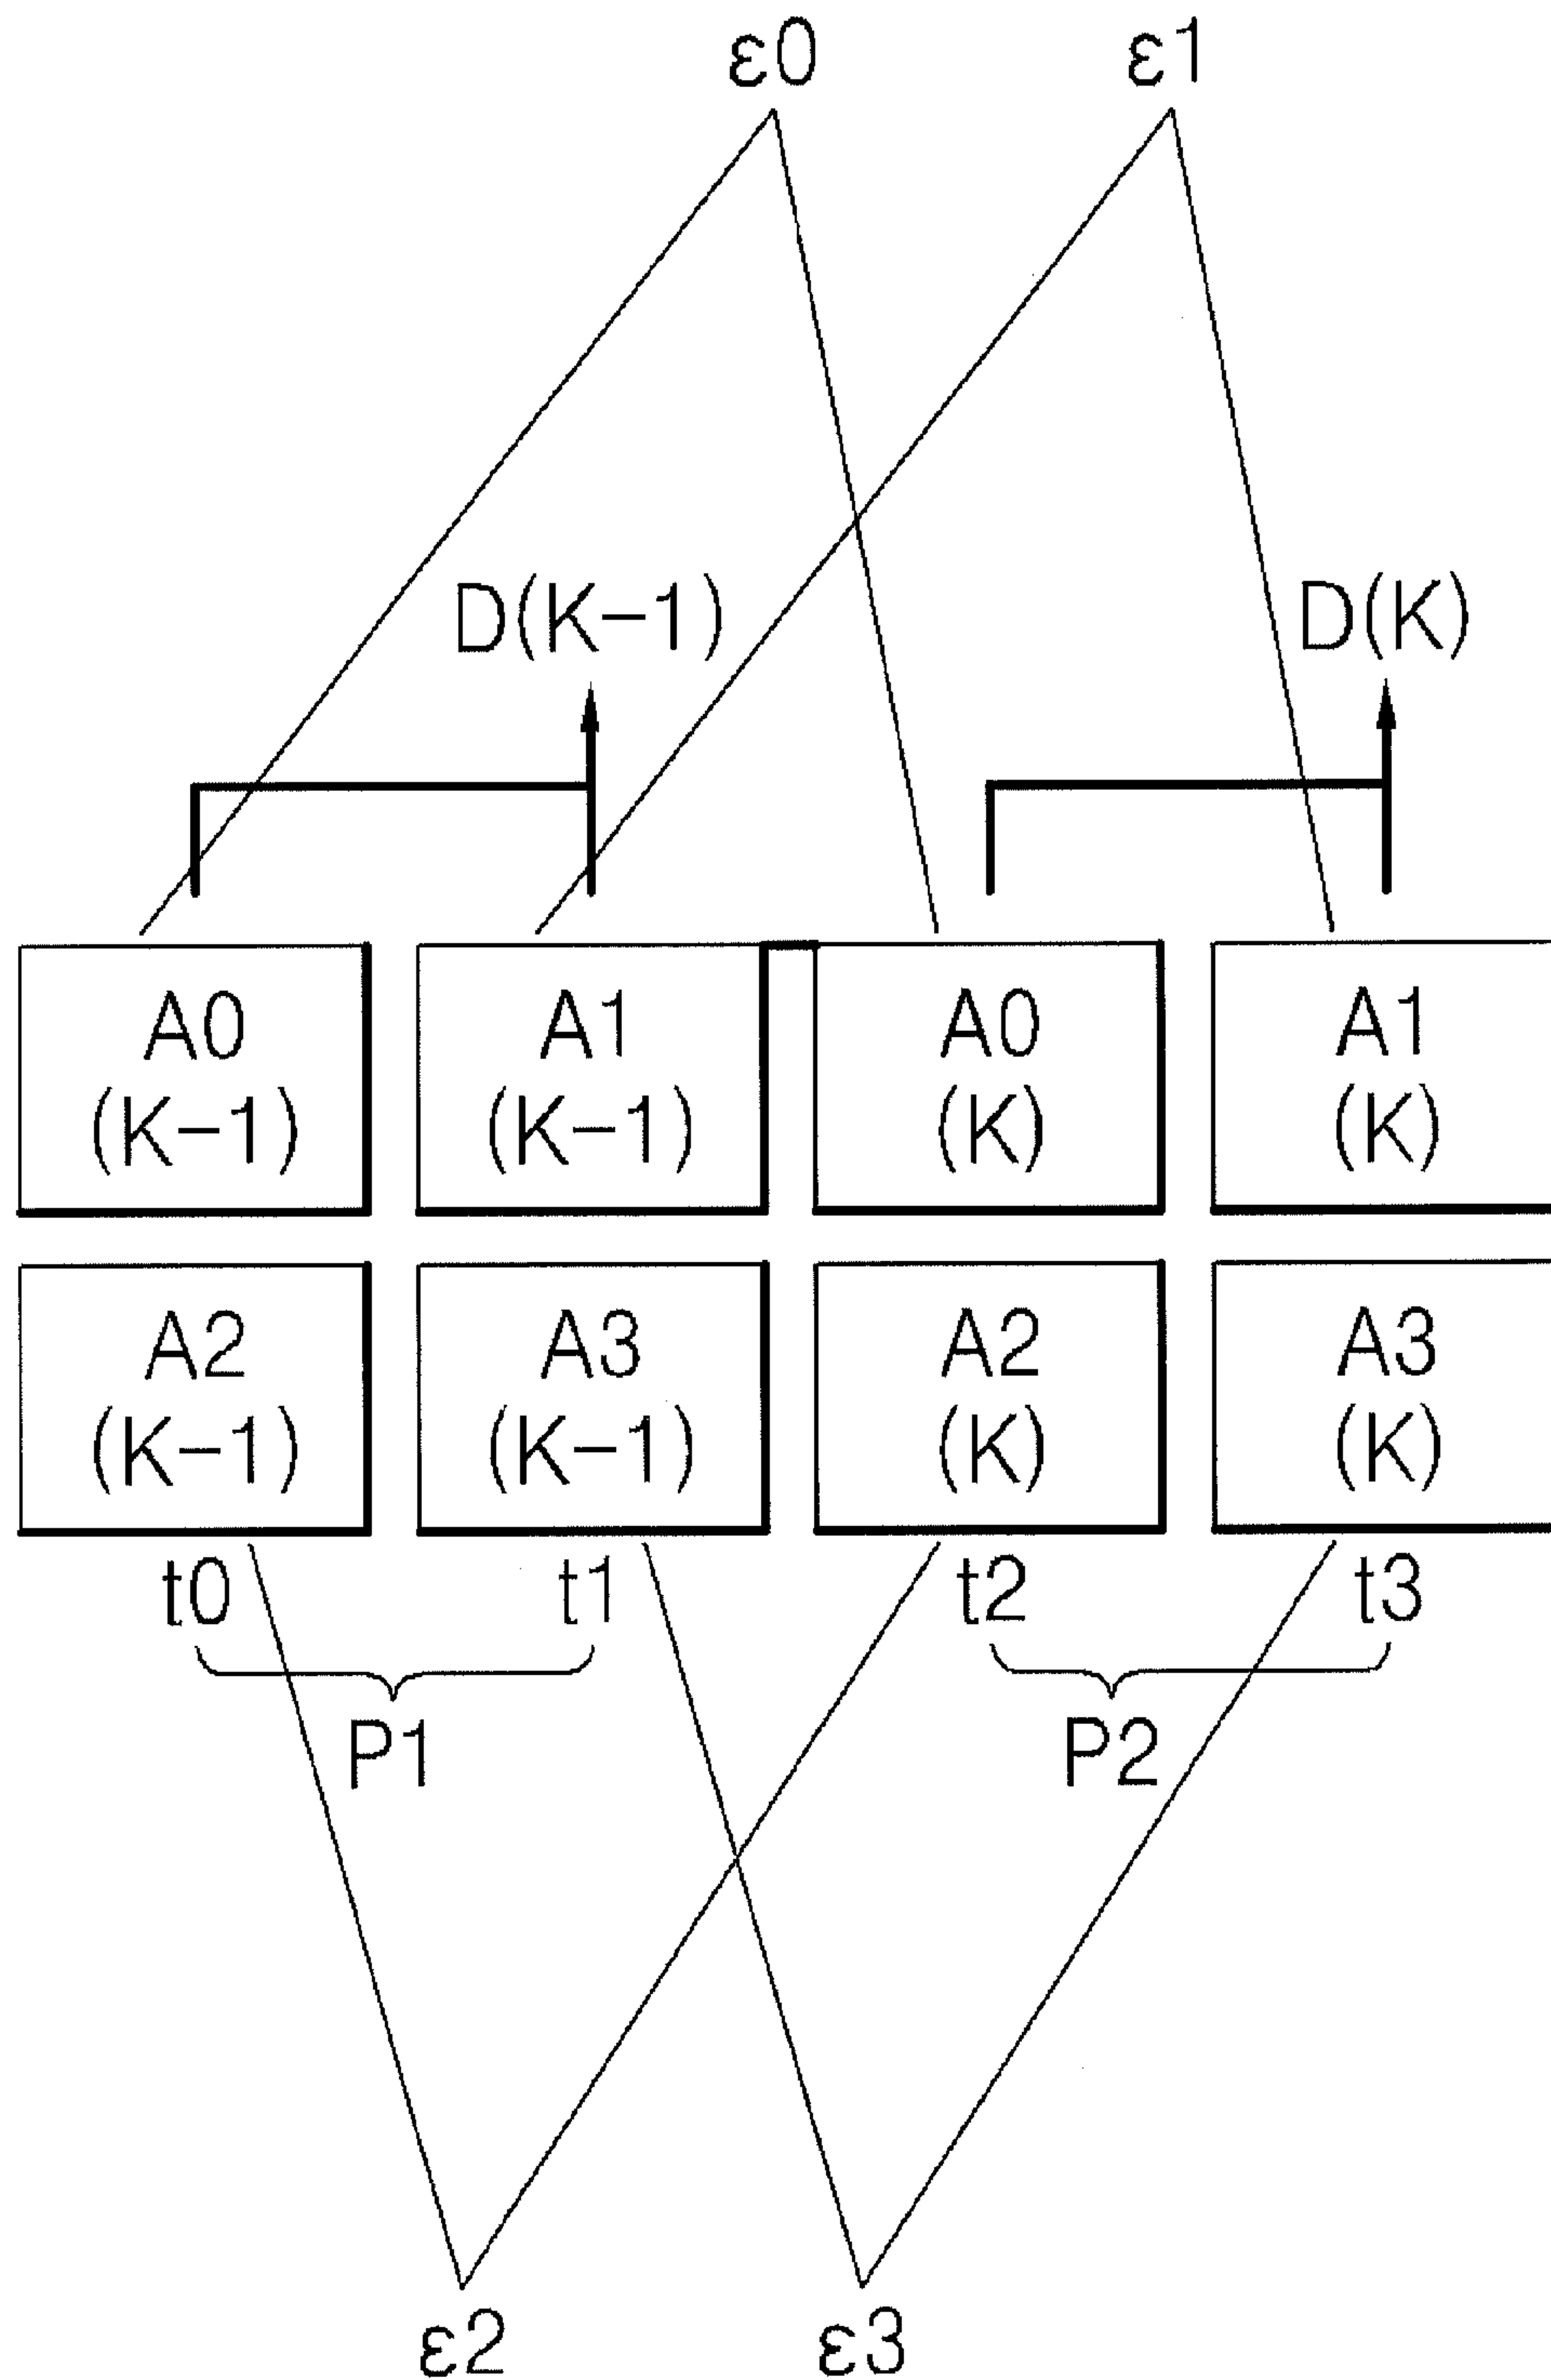 ε0 ε1
D(K-1) D(K)
A0 A1 A0 A1
(K-1) (K-1) (K) (K)
A2 A3 A2 A3
(K-1) (K-1) (K) (K)
t0 t1 t2 t3
P1 P2
ε2 ε3